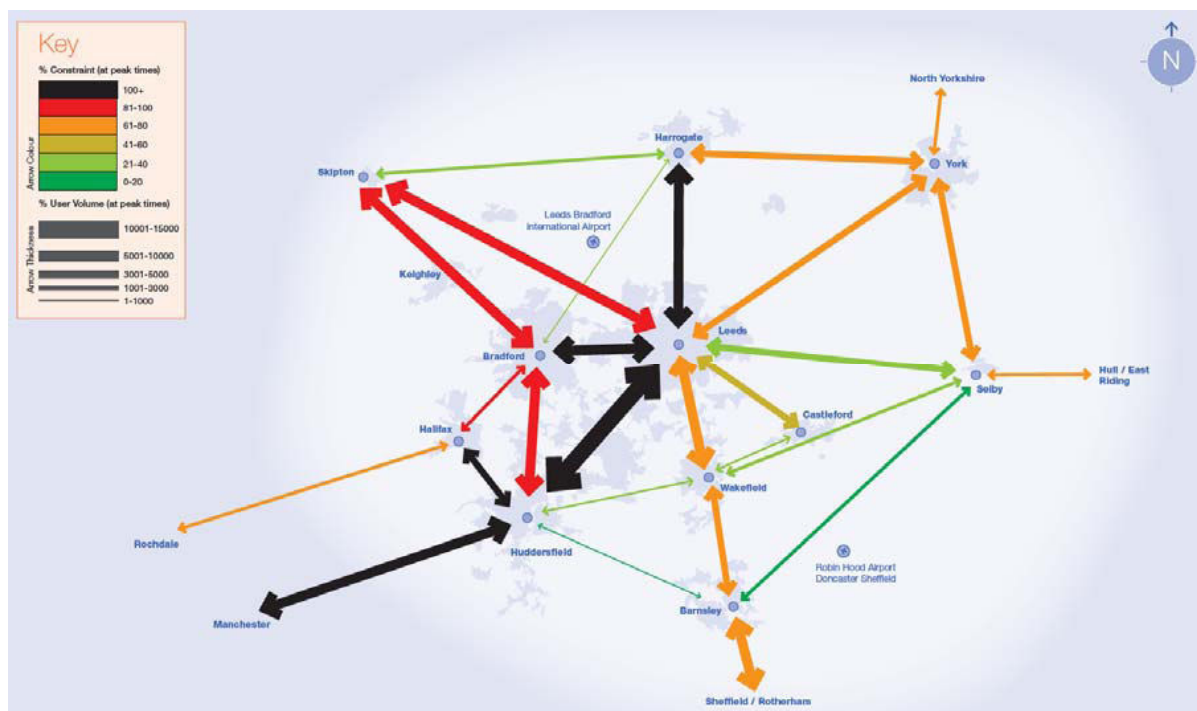 Key
% Constraint (at peak times)
100+
81-100
61-80
41-60
21-40
0-20
Arrow Colour
% User Volume (at peak times)
10001-15000
5001-10000
3001-5000
1001-3000
1-1000
Arrow Thickness
N
North Yorkshire
Harrogate
York
Skipton
Leeds Bradford
International Airport
Keighley
Leeds
Bradford
Hull / East
Riding
Selby
Castleford
Halifax
Wakefield
Rochdale
Huddersfield
Robin Hood Airport
Doncaster Sheffield
Barnsley
Manchester
Sheffield / Rotherham